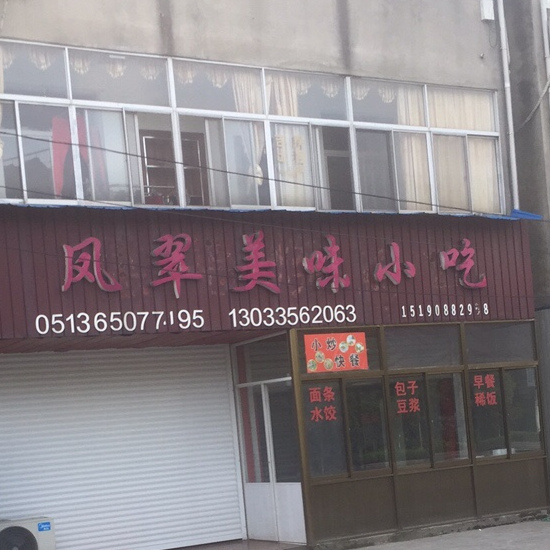 凤翠美味小吃
13033562063
小炒
快餐
面条
水饺
包子
豆浆
早餐
稀饭